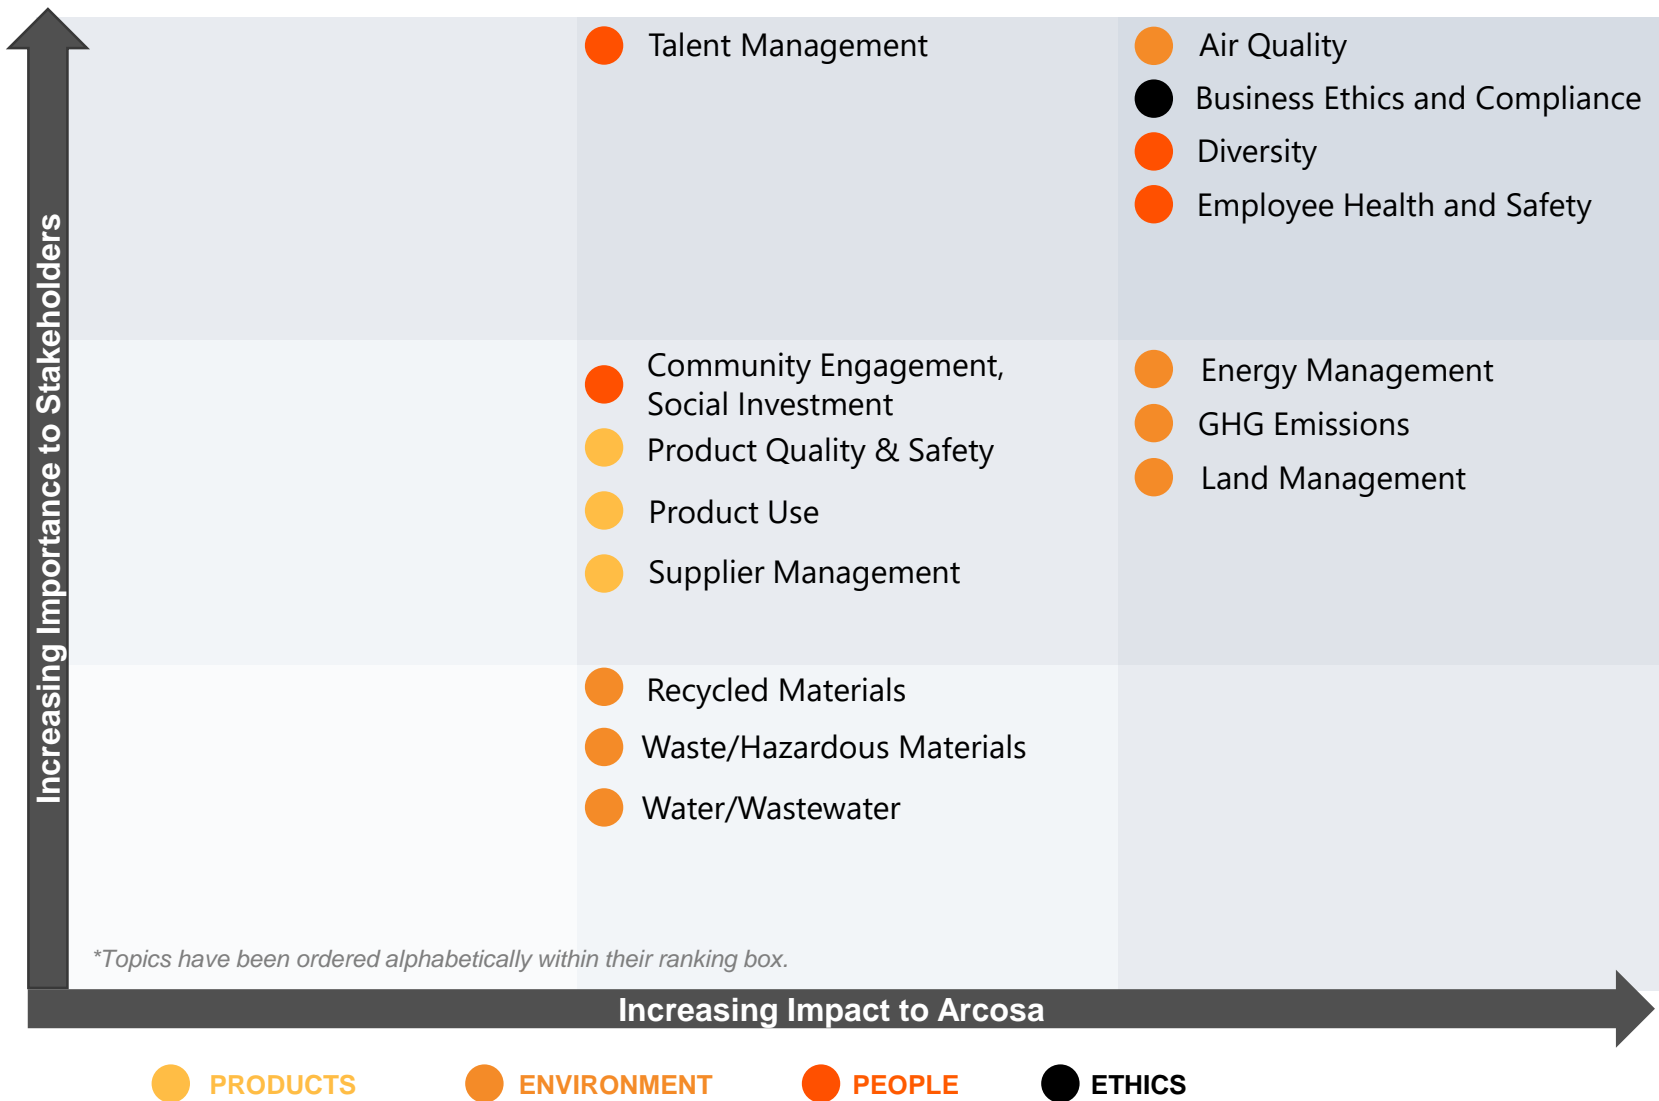 Increasing Importance to Stakeholders
Talent Management
Air Quality
Business Ethics and Compliance
Diversity
Employee Health and Safety
Community Engagement,
Social Investment
Product Quality & Safety
Product Use
Supplier Management
Energy Management
GHG Emissions
Land Management
Recycled Materials
Waste/Hazardous Materials
Water/Wastewater
*Topics have been ordered alphabetically within their ranking box.
Increasing Impact to Arcosa
PRODUCTS
ENVIRONMENT
PEOPLE
ETHICS